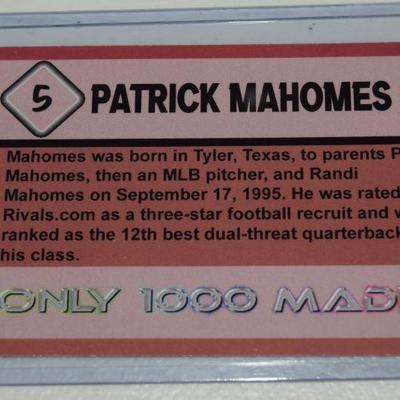 5 PATRICK MAHOMES
Mahomes was born in Tyler, Texas, to parents P
Mahomes, then an MLB pitcher, and Randi
Mahomes on September 17, 1995. He was rated
Rivals.com as a three-star football recruit and w
ranked as the 12th best dual-threat quarterback
his class.
ONLY 1000 MAD